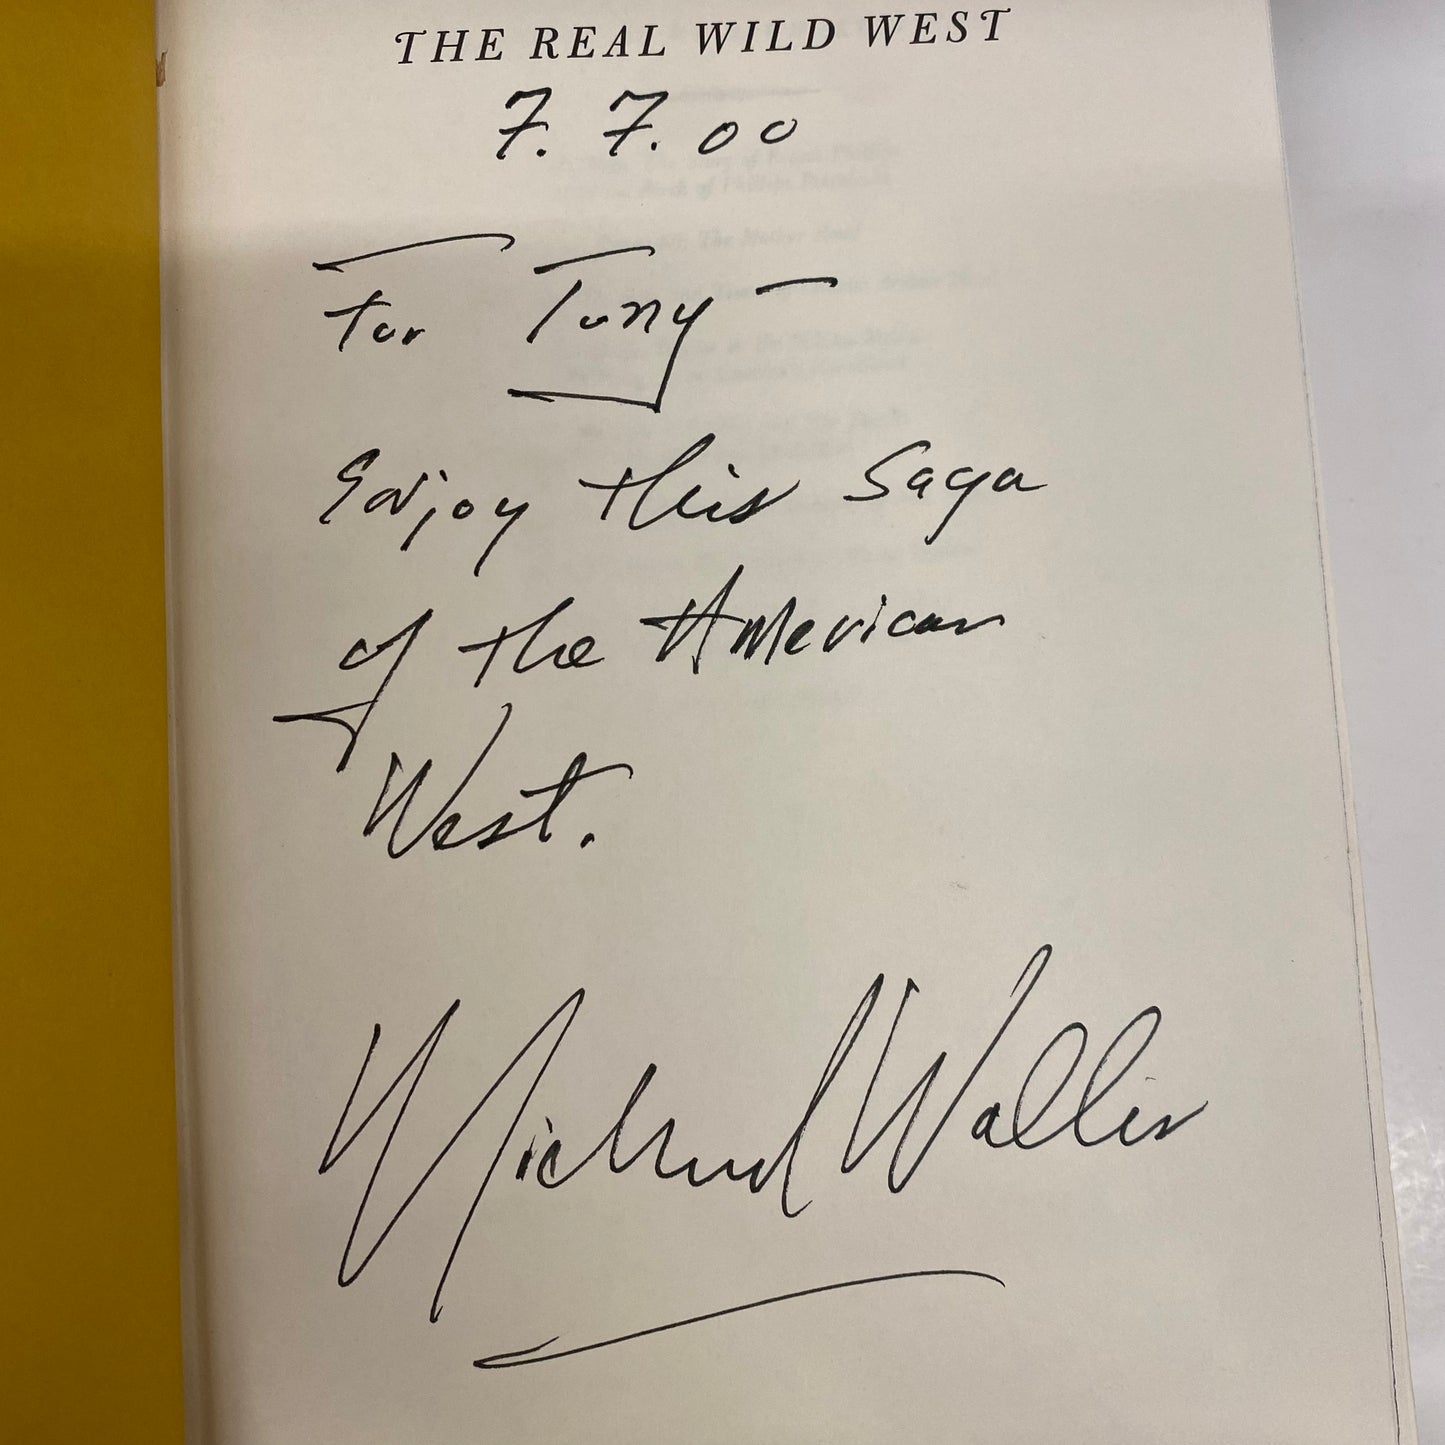 THE REAL WILD WEST
7. 7. 00
For Tony —
Enjoy this Saga
of the American
West.
Michael Wallis